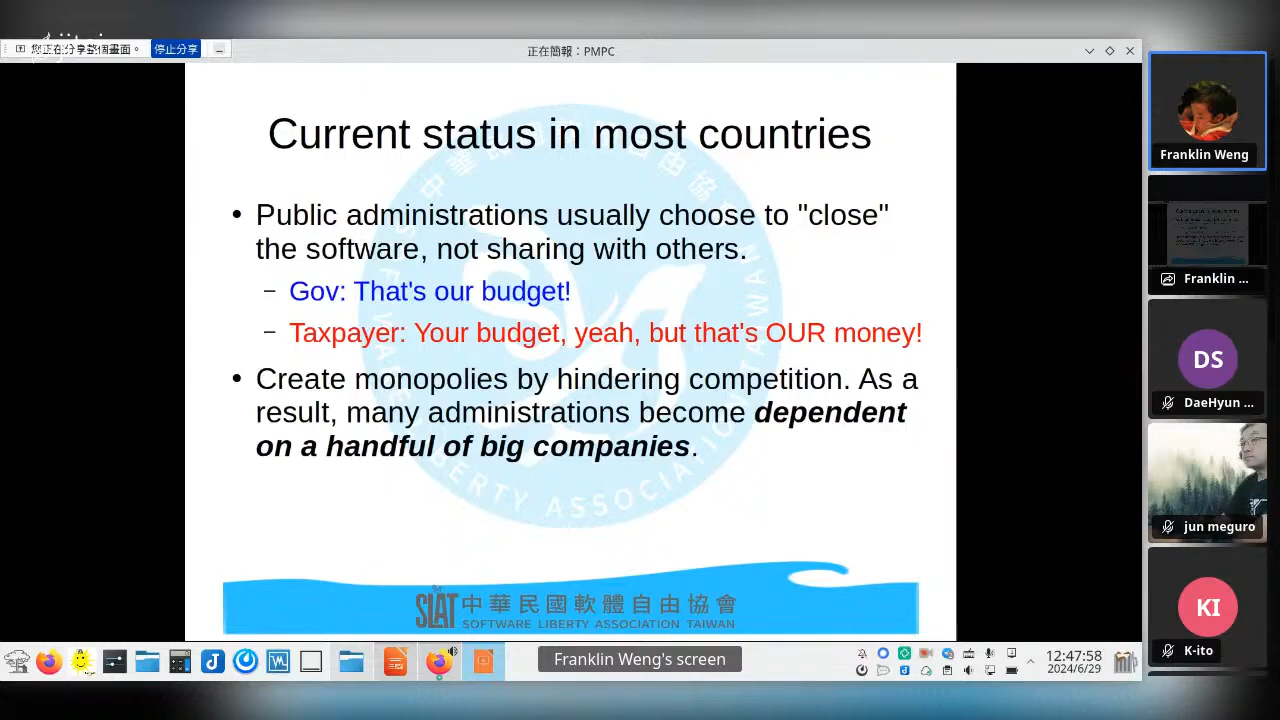 您正在分享整個畫面。 停止分享
正在簡報：PMPC
Current status in most countries
• Public administrations usually choose to "close"
the software, not sharing with others.
– Gov: That's our budget!
– Taxpayer: Your budget, yeah, but that's OUR money!
• Create monopolies by hindering competition. As a
result, many administrations become dependent
on a handful of big companies.
SLAT 中華民國軟體自由協會
SOFTWARE LIBERTY ASSOCIATION TAIWAN
Franklin Weng's screen
12:47:58
2024/6/29
Franklin Weng
Franklin ...
DS
DaeHyun ...
jun meguro
KI
K-ito